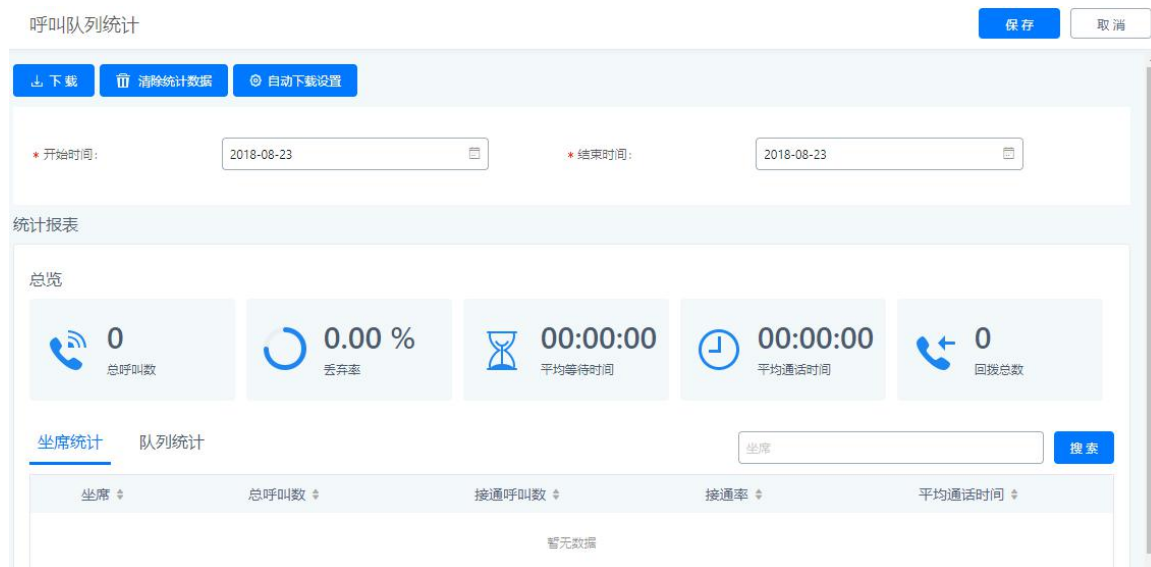 呼叫队列统计 保存 取消
下载 清除统计数据 自动下载设置
* 开始时间: 2018-08-23 * 结束时间: 2018-08-23
统计报表
总览
0 0.00 % 00:00:00 00:00:00 0
总呼叫数 丢弃率 平均等待时间 平均通话时间 回拨总数
坐席统计 队列统计 坐席 搜索
坐席 总呼叫数 接通呼叫数 接通率 平均通话时间
暂无数据